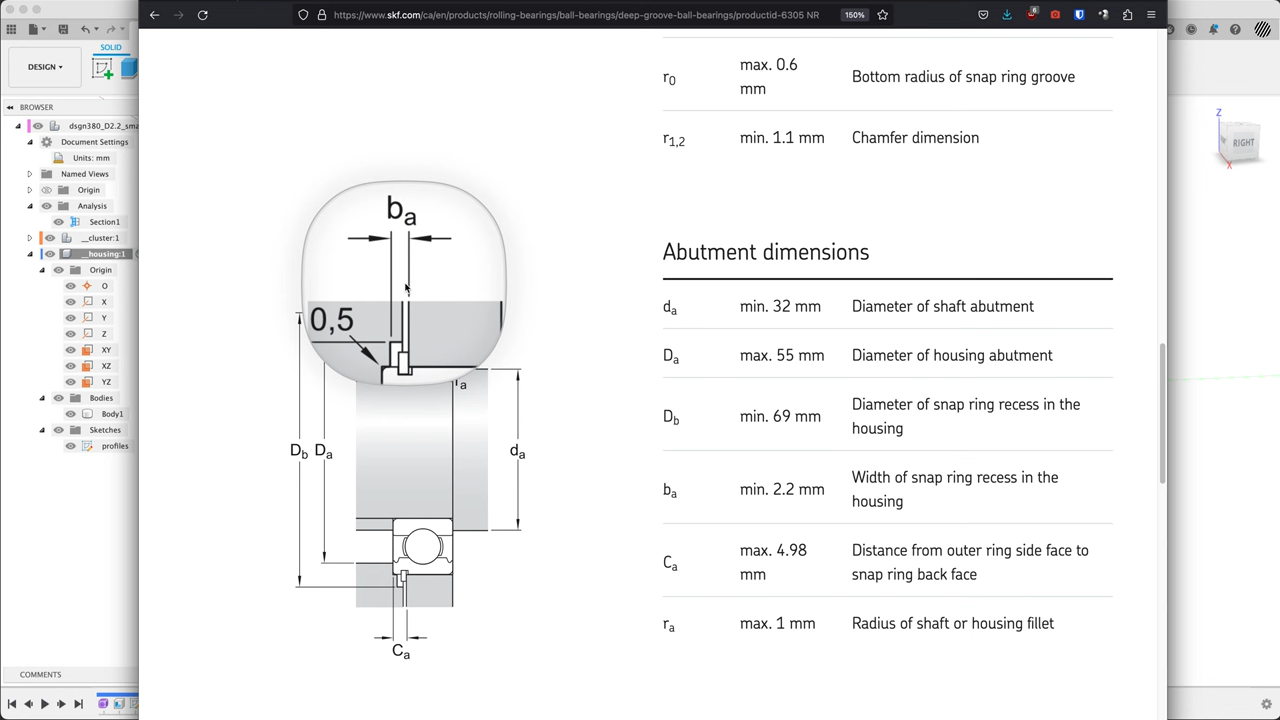 https://www.skf.com/ca/en/products/rolling-bearings/ball-bearings/deep-groove-ball-bearings/productid-6305 NR
150%
6
SOLID
DESIGN
BROWSER
dsgn380_D2.2_sma
Document Settings
Units: mm
Named Views
Origin
Analysis
Section1
__cluster:1
__housing:1
Origin
O
X
Y
Z
XY
XZ
YZ
Bodies
Body1
Sketches
profiles
COMMENTS
ba
0,5
ra
Db Da
da
Ca
r0 max. 0.6 mm Bottom radius of snap ring groove
r1,2 min. 1.1 mm Chamfer dimension
Abutment dimensions
da min. 32 mm Diameter of shaft abutment
Da max. 55 mm Diameter of housing abutment
Db min. 69 mm Diameter of snap ring recess in the
housing
ba min. 2.2 mm Width of snap ring recess in the
housing
Ca max. 4.98 mm Distance from outer ring side face to
snap ring back face
ra max. 1 mm Radius of shaft or housing fillet
Z
RIGHT
X